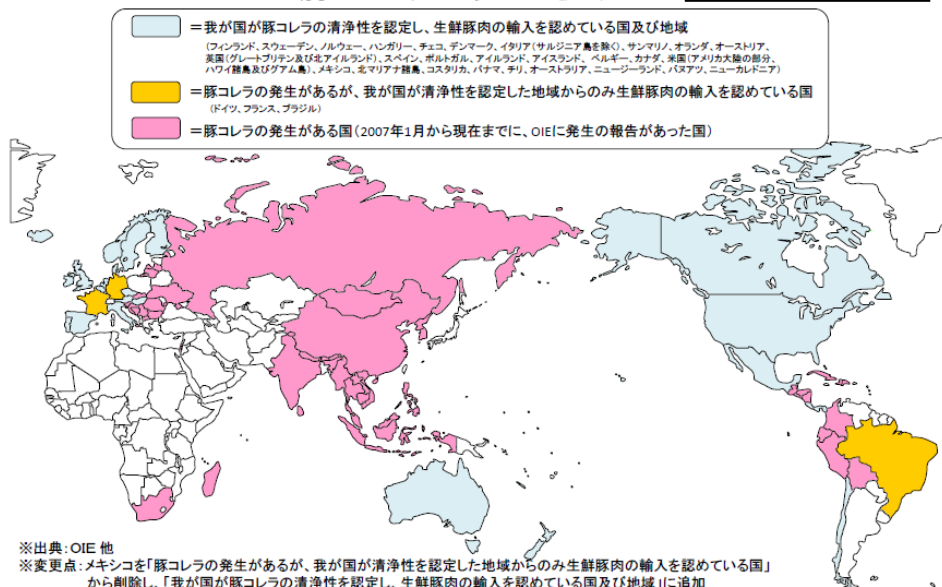 =我が国が豚コレラの清浄性を認定し、生鮮豚肉の輸入を認めている国及び地域
(フィンランド、スウェーデン、ノルウェー、ハンガリー、チェコ、デンマーク、イタリア(サルジニア島を除く)、サンマリノ、オランダ、オーストリア、
英国(グレートブリテン及び北アイルランド)、スペイン、ポルトガル、アイルランド、アイスランド、ベルギー、カナダ、米国(アメリカ大陸の部分、
ハワイ諸島及びグアム島)、メキシコ、北マリアナ諸島、コスタリカ、パナマ、チリ、オーストラリア、ニュージーランド、バヌアツ、ニューカレドニア)
=豚コレラの発生があるが、我が国が清浄性を認定した地域からのみ生鮮豚肉の輸入を認めている国
(ドイツ、フランス、ブラジル)
=豚コレラの発生がある国(2007年1月から現在までに、OIEに発生の報告があった国)
※出典:OIE 他
※変更点:メキシコを「豚コレラの発生があるが、我が国が清浄性を認定した地域からのみ生鮮豚肉の輸入を認めている国」
から削除し、「我が国が豚コレラの清浄性を認定し、生鮮豚肉の輸入を認めている国及び地域」に追加